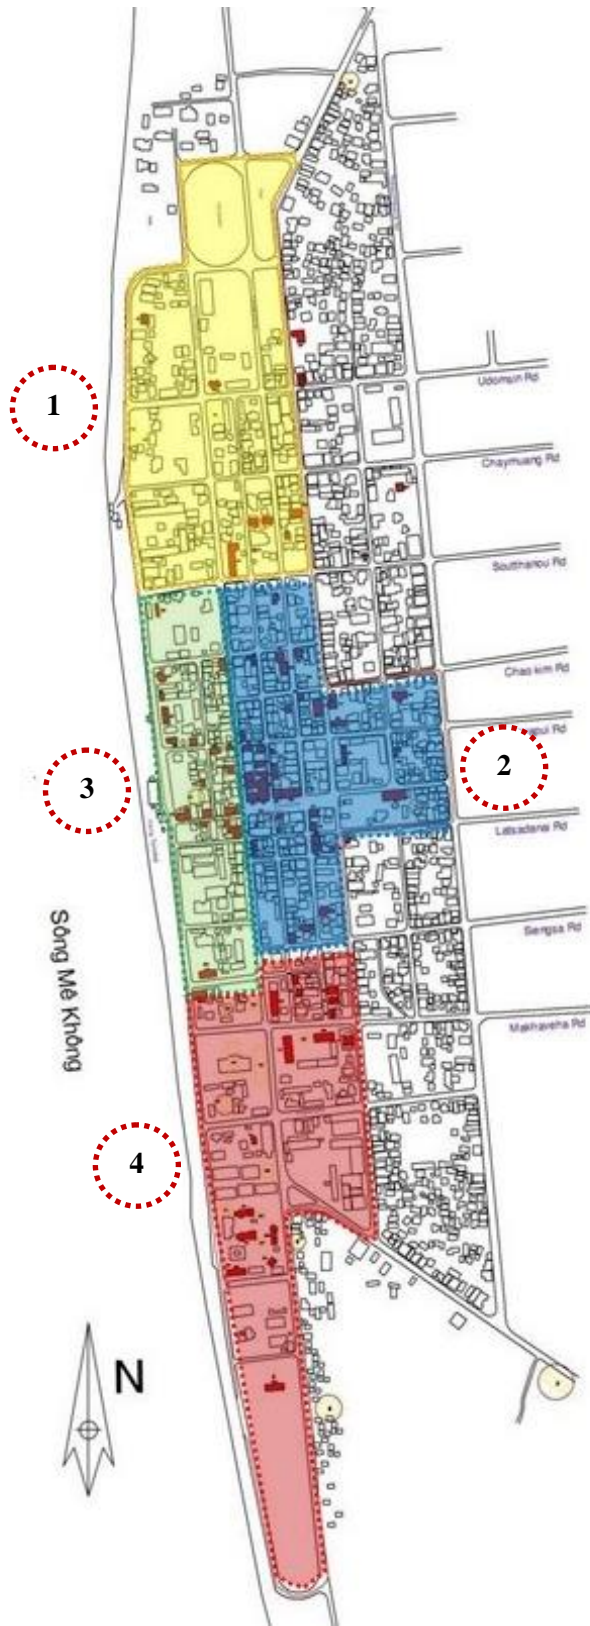 1
Udomsin Rd
Chaymuang Rd
Soutthanou Rd
Chao kim Rd
2
3
Latsadanai Rd
Sengsa Rd
Sông Mê Không
Makhaveha Rd
4
N